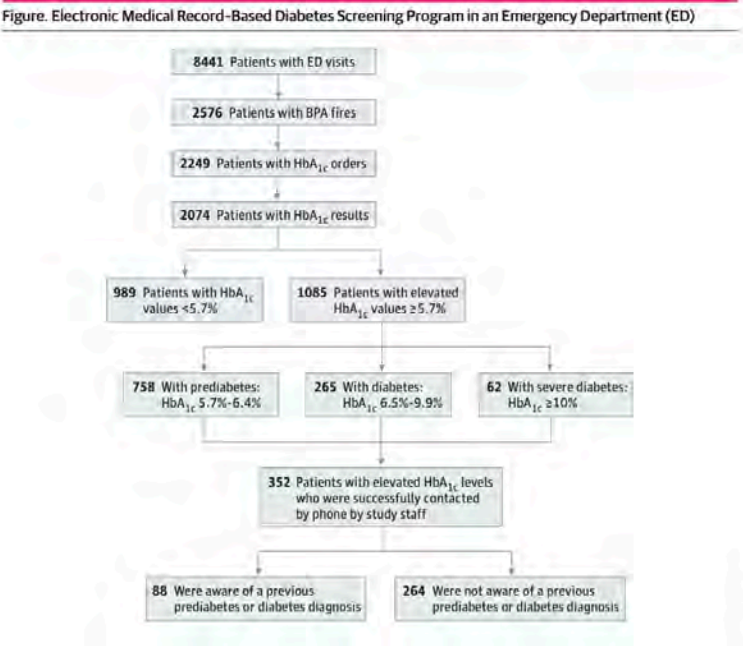 Figure. Electronic Medical Record-Based Diabetes Screening Program in an Emergency Department (ED)
8441 Patients with ED visits
2576 Patients with BPA fires
2249 Patients with HbA1c orders
2074 Patients with HbA1c results
989 Patients with HbA1c
values <5.7%
1085 Patients with elevated
HbA1c values ≥5.7%
758 With prediabetes:
HbA1c 5.7%-6.4%
265 With diabetes:
HbA1c 6.5%-9.9%
62 With severe diabetes:
HbA1c ≥10%
352 Patients with elevated HbA1c levels
who were successfully contacted
by phone by study staff
88 Were aware of a previous
prediabetes or diabetes diagnosis
264 Were not aware of a previous
prediabetes or diabetes diagnosis